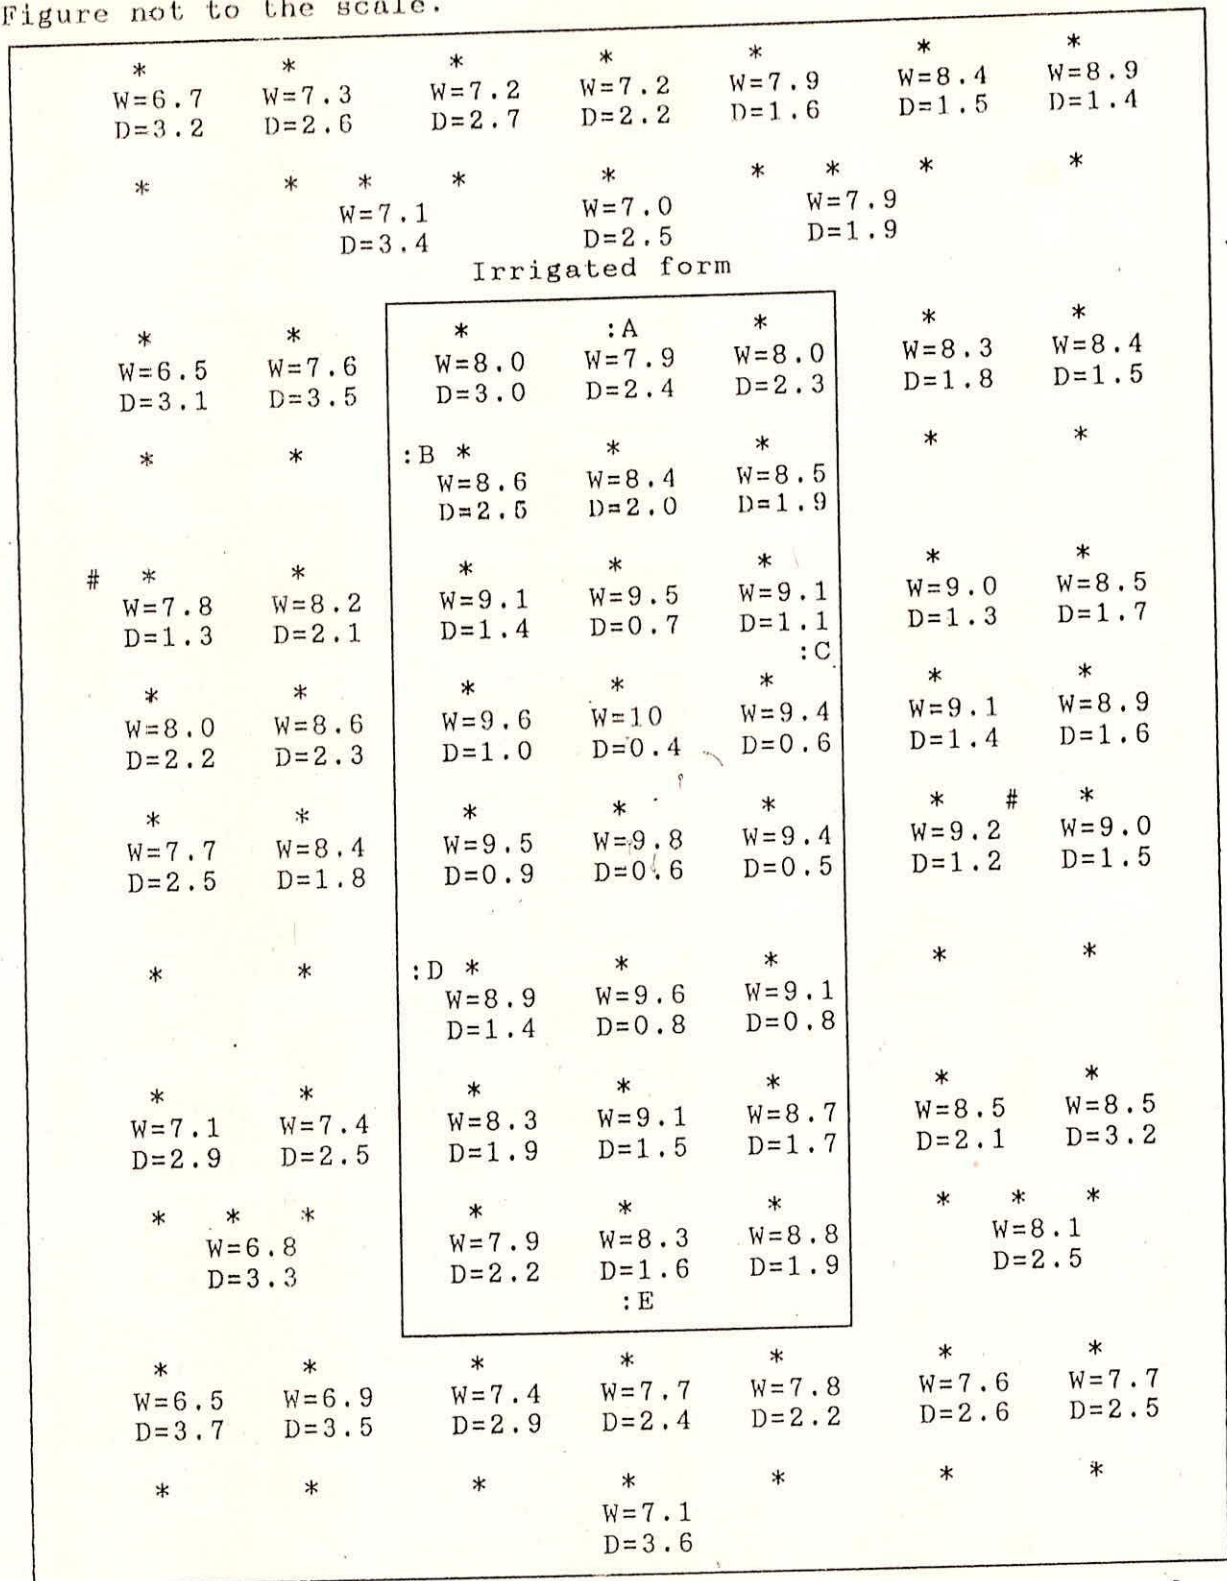 Figure not to the scale.
* * * * * * *
W=6.7 W=7.3 W=7.2 W=7.2 W=7.9 W=8.4 W=8.9
D=3.2 D=2.6 D=2.7 D=2.2 D=1.6 D=1.5 D=1.4
* * * * * * * * *
W=7.1 W=7.0 W=7.9
D=3.4 D=2.5 D=1.9
Irrigated form
* * * :A * * *
W=6.5 W=7.6 W=8.0 W=7.9 W=8.0 W=8.3 W=8.4
D=3.1 D=3.5 D=3.0 D=2.4 D=2.3 D=1.8 D=1.5
* * :B * * * * *
W=8.6 W=8.4 W=8.5
D=2.5 D=2.0 D=1.9
# * * * * * * *
W=7.8 W=8.2 W=9.1 W=9.5 W=9.1 W=9.0 W=8.5
D=1.3 D=2.1 D=1.4 D=0.7 D=1.1 D=1.3 D=1.7
:C
* * * * * * *
W=8.0 W=8.6 W=9.6 W=10 W=9.4 W=9.1 W=8.9
D=2.2 D=2.3 D=1.0 D=0.4 D=0.6 D=1.4 D=1.6
* * * * * * # *
W=7.7 W=8.4 W=9.5 W=9.8 W=9.4 W=9.2 W=9.0
D=2.5 D=1.8 D=0.9 D=0.6 D=0.5 D=1.2 D=1.5
* * :D * * * * *
W=8.9 W=9.6 W=9.1
D=1.4 D=0.8 D=0.8
* * * * * * *
W=7.1 W=7.4 W=8.3 W=9.1 W=8.7 W=8.5 W=8.5
D=2.9 D=2.5 D=1.9 D=1.5 D=1.7 D=2.1 D=3.2
* * * * * * * * *
W=6.8 W=7.9 W=8.3 W=8.8 W=8.1
D=3.3 D=2.2 D=1.6 D=1.9 D=2.5
:E
* * * * * * *
W=6.5 W=6.9 W=7.4 W=7.7 W=7.8 W=7.6 W=7.7
D=3.7 D=3.5 D=2.9 D=2.4 D=2.2 D=2.6 D=2.5
* * * * * * *
W=7.1
D=3.6